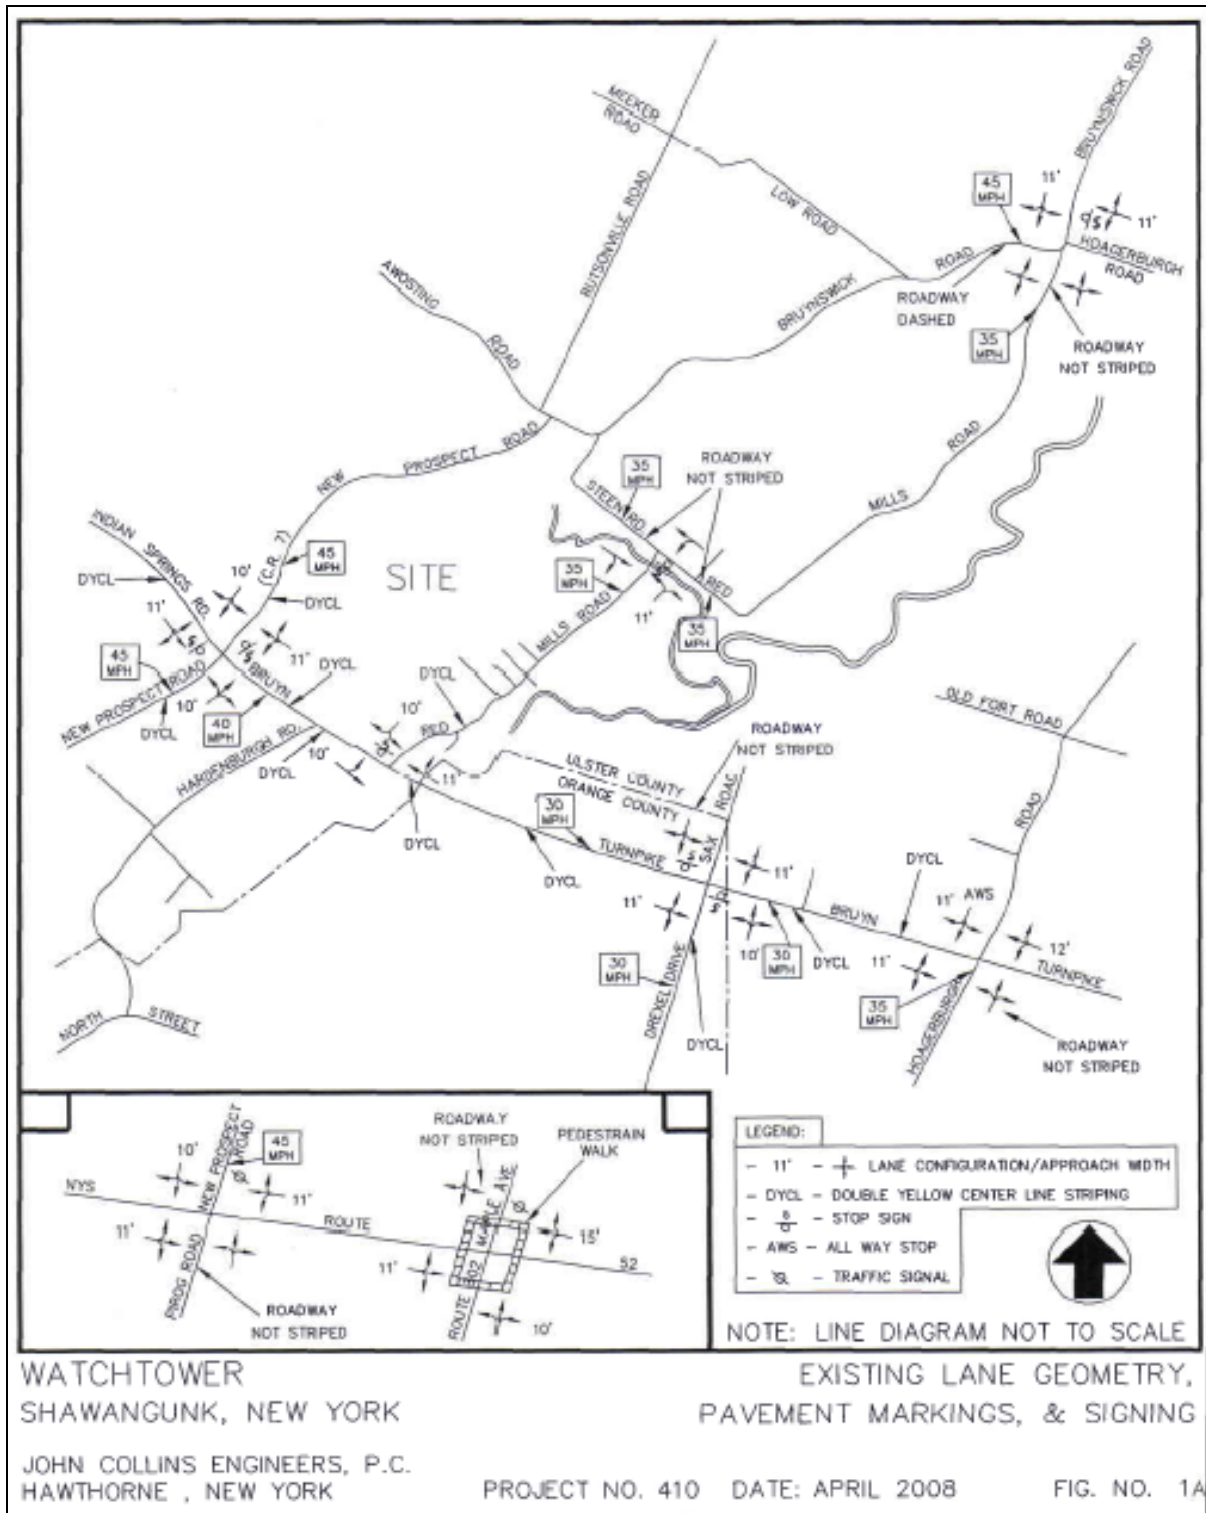 BRUYNSWICK ROAD
MEEKER
ROAD
LOW ROAD
RUTSONVILLE ROAD
AWOSTING
ROAD
45
MPH
11'
11'
HOAGERBURGH
ROAD
ROAD
BRUYNSWICK
ROADWAY
DASHED
35
MPH
ROADWAY
NOT STRIPED
NEW
PROSPECT
ROAD
(C.R. 7)
45
MPH
ROADWAY
NOT STRIPED
35
MPH
STEEN RD.
RED
MILLS
ROAD
INDIAN
SPRINGS
RD.
DYCL
10'
DYCL
11'
SITE
35
MPH
11'
35
MPH
MILLS ROAD
RED
DYCL
10'
11'
45
MPH
NEW PROSPECT ROAD
DYCL
10'
40
MPH
11'
BRUYN
DYCL
HARDENBURGH RD.
DYCL
10'
DYCL
OLD FORT ROAD
ROADWAY
NOT STRIPED
ULSTER COUNTY
ORANGE COUNTY
ROAD
SAX
30
MPH
TURNPIKE
DYCL
11'
11'
10'
30
MPH
DYCL
BRUYN
DYCL
11'
AWS
12'
11'
TURNPIKE
ROAD
35
MPH
HOAGERBURGH
ROADWAY
NOT STRIPED
30
MPH
DREXEL DRIVE
DYCL
NORTH
STREET
NYS
10'
NEW PROSPECT
ROAD
45
MPH
11'
11'
PIROG ROAD
ROADWAY
NOT STRIPED
ROUTE
52
ROADWAY
NOT STRIPED
PEDESTRAIN
WALK
MAPLE AVE
15'
11'
ROUTE 302
10'
LEGEND:
- 11' - LANE CONFIGURATION/APPROACH WIDTH
- DYCL - DOUBLE YELLOW CENTER LINE STRIPING
- S - STOP SIGN
- AWS - ALL WAY STOP
- TRAFFIC SIGNAL
NOTE: LINE DIAGRAM NOT TO SCALE
WATCHTOWER
SHAWANGUNK, NEW YORK
EXISTING LANE GEOMETRY,
PAVEMENT MARKINGS, & SIGNING
JOHN COLLINS ENGINEERS, P.C.
HAWTHORNE , NEW YORK
PROJECT NO. 410 DATE: APRIL 2008 FIG. NO. 1A